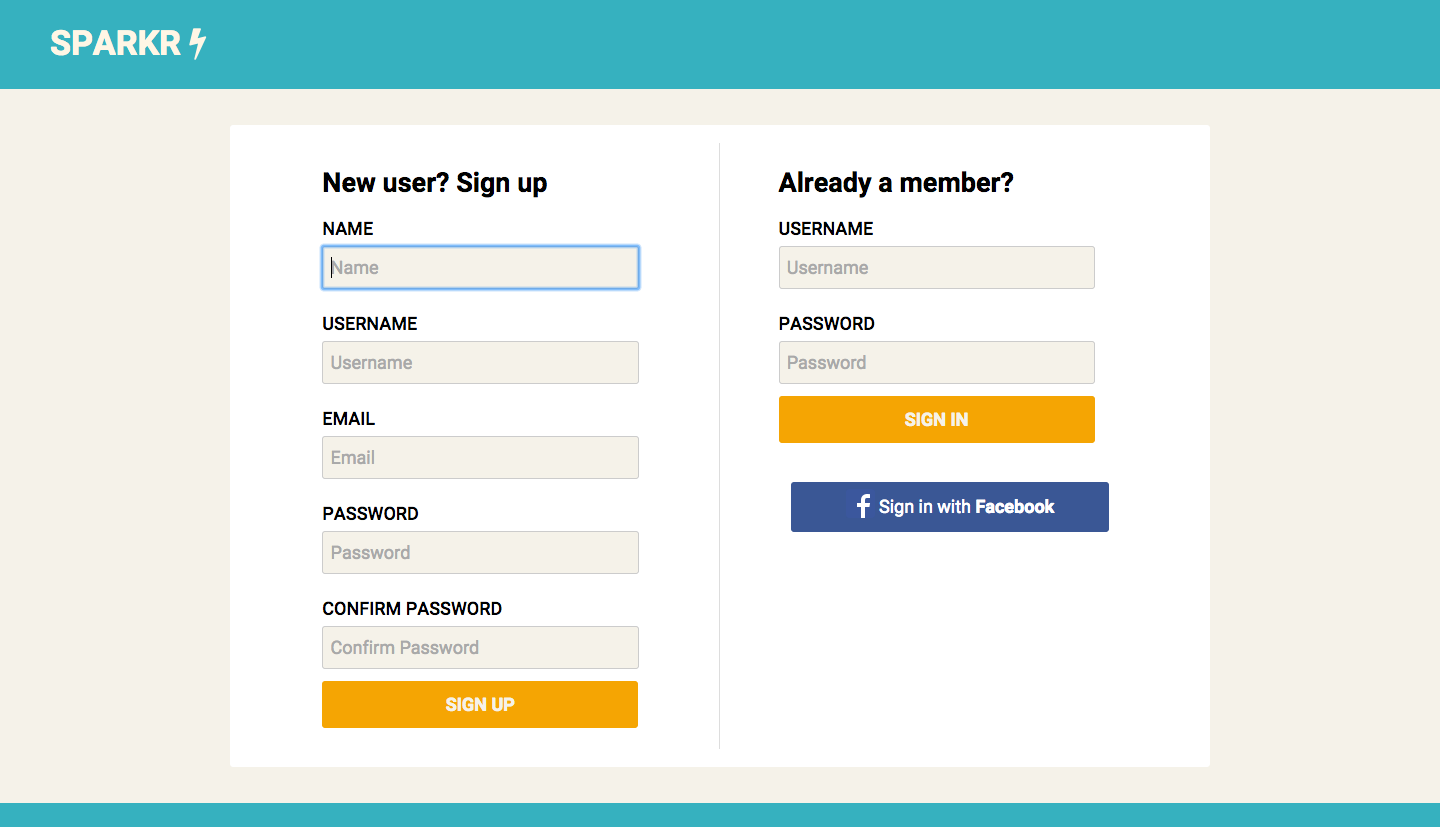 SPARKR
New user? Sign up
NAME
Name
USERNAME
Username
EMAIL
Email
PASSWORD
Password
CONFIRM PASSWORD
Confirm Password
SIGN UP
Already a member?
USERNAME
Username
PASSWORD
Password
SIGN IN
Sign in with Facebook